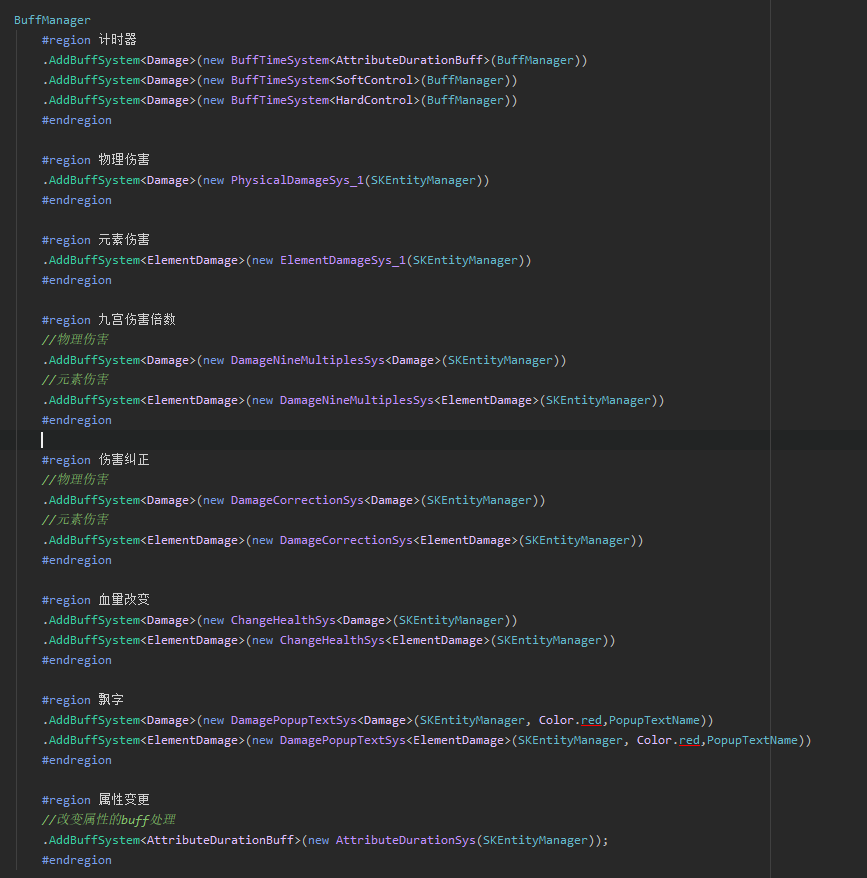 BuffManager
#region 计时器
.AddBuffSystem<Damage>(new BuffTimeSystem<AttributeDurationBuff>(BuffManager))
.AddBuffSystem<Damage>(new BuffTimeSystem<SoftControl>(BuffManager))
.AddBuffSystem<Damage>(new BuffTimeSystem<HardControl>(BuffManager))
#endregion
#region 物理伤害
.AddBuffSystem<Damage>(new PhysicalDamageSys_1(SKEntityManager))
#endregion
#region 元素伤害
.AddBuffSystem<ElementDamage>(new ElementDamageSys_1(SKEntityManager))
#endregion
#region 九宫伤害倍数
//物理伤害
.AddBuffSystem<Damage>(new DamageNineMultiplesSys<Damage>(SKEntityManager))
//元素伤害
.AddBuffSystem<ElementDamage>(new DamageNineMultiplesSys<ElementDamage>(SKEntityManager))
#endregion
#region 伤害纠正
//物理伤害
.AddBuffSystem<Damage>(new DamageCorrectionSys<Damage>(SKEntityManager))
//元素伤害
.AddBuffSystem<ElementDamage>(new DamageCorrectionSys<ElementDamage>(SKEntityManager))
#endregion
#region 血量改变
.AddBuffSystem<Damage>(new ChangeHealthSys<Damage>(SKEntityManager))
.AddBuffSystem<ElementDamage>(new ChangeHealthSys<ElementDamage>(SKEntityManager))
#endregion
#region 飘字
.AddBuffSystem<Damage>(new DamagePopupTextSys<Damage>(SKEntityManager, Color.red,PopupTextName))
.AddBuffSystem<ElementDamage>(new DamagePopupTextSys<ElementDamage>(SKEntityManager, Color.red,PopupTextName))
#endregion
#region 属性变更
//改变属性的buff处理
.AddBuffSystem<AttributeDurationBuff>(new AttributeDurationSys(SKEntityManager));
#endregion